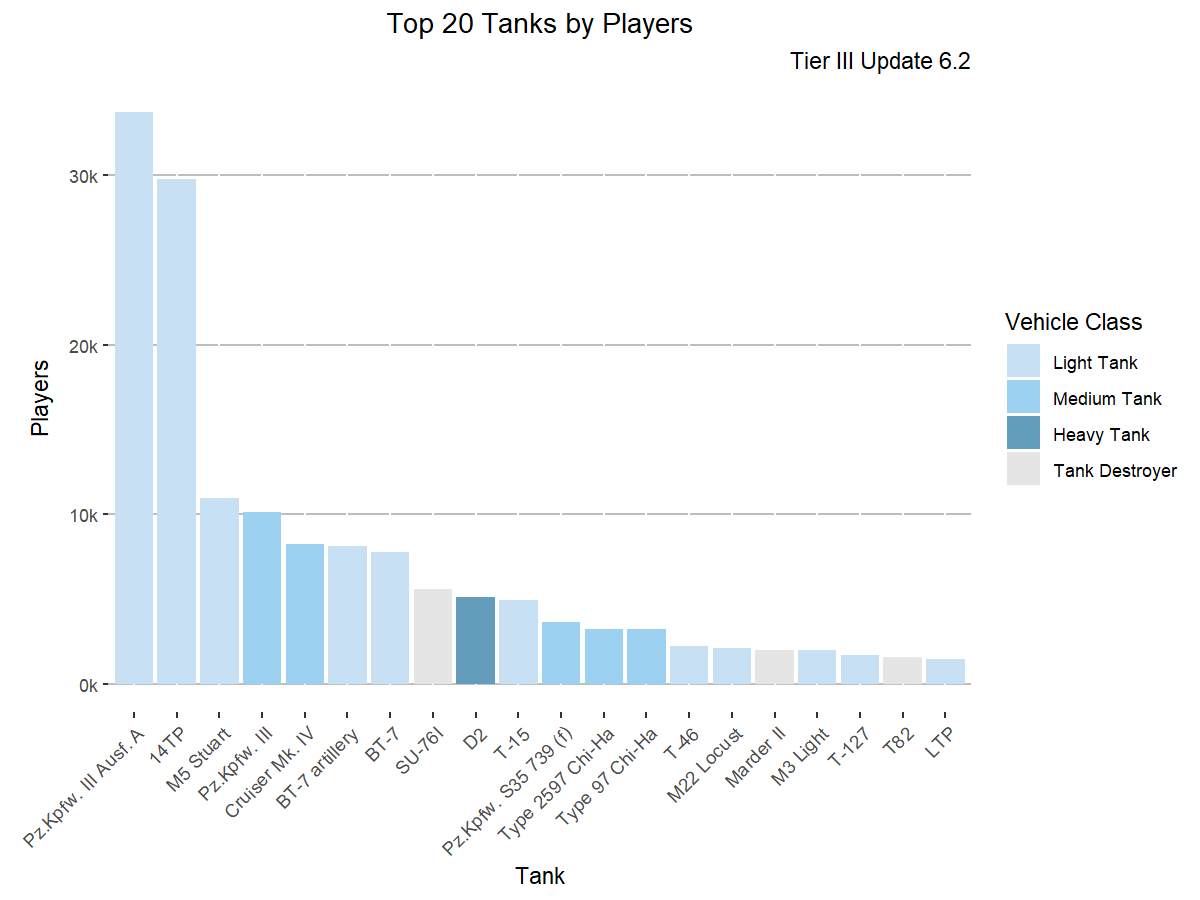 Top 20 Tanks by Players
Tier III Update 6.2
Players
30k
20k
10k
0k
Pz.Kpfw. III Ausf. A
14TP
M5 Stuart
Pz.Kpfw. III
Cruiser Mk. IV
BT-7 artillery
BT-7
SU-76I
D2
T-15
Pz.Kpfw. S35 739 (f)
Type 2597 Chi-Ha
Type 97 Chi-Ha
T-46
M22 Locust
Marder II
M3 Light
T-127
T82
LTP
Tank
Vehicle Class
Light Tank
Medium Tank
Heavy Tank
Tank Destroyer